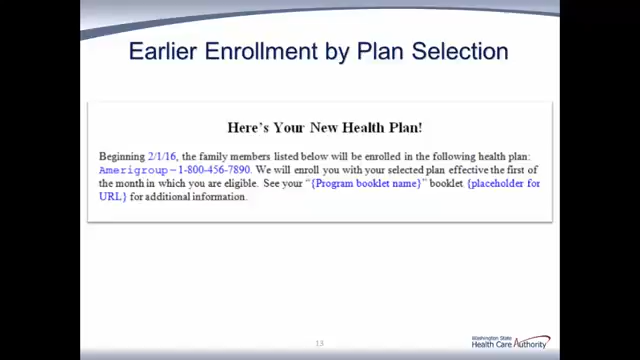 Earlier Enrollment by Plan Selection
Here's Your New Health Plan!
Beginning 2/1/16, the family members listed below will be enrolled in the following health plan:
Amerigroup–1-800-456-7890. We will enroll you with your selected plan effective the first of
the month in which you are eligible. See your "{Program booklet name}" booklet {placeholder for
URL} for additional information.
13
Washington State
Health Care Authority